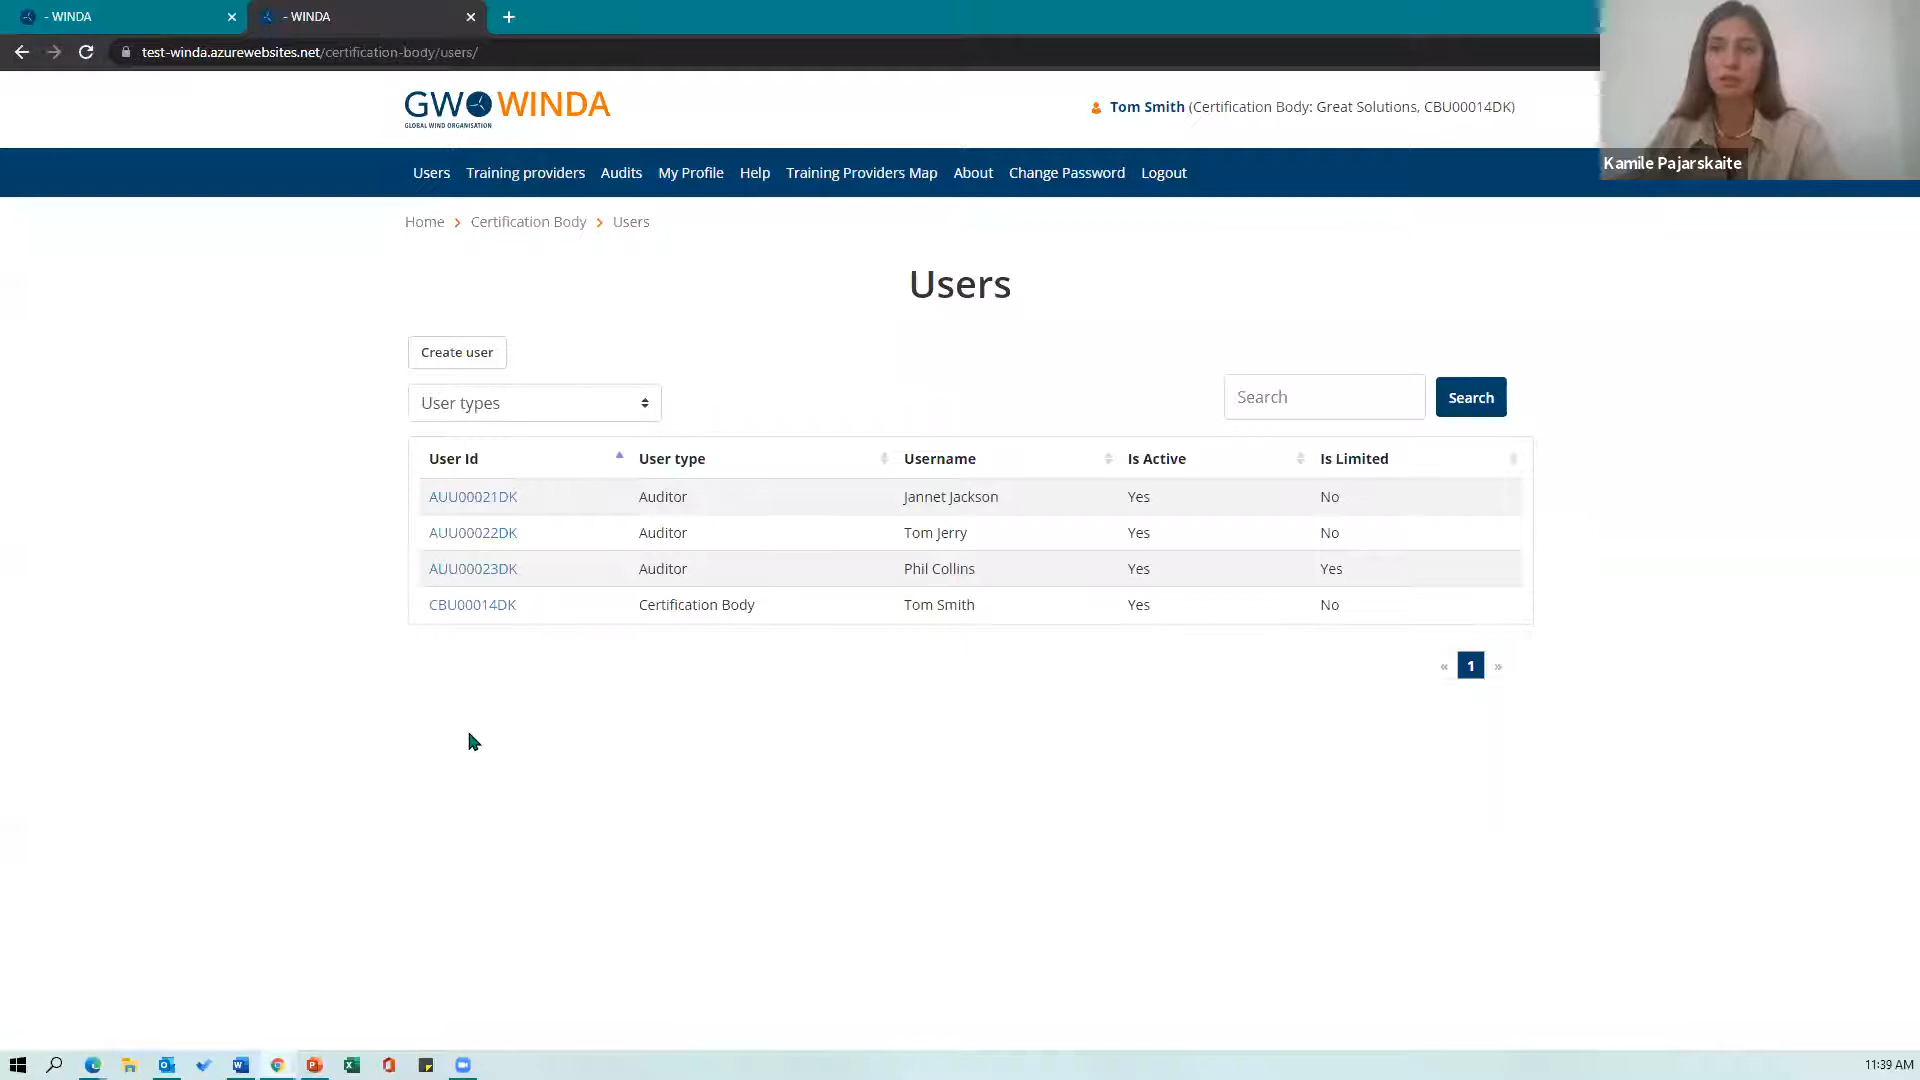 - WINDA
- WINDA
test-winda.azurewebsites.net/certification-body/users/
GWO WINDA
GLOBAL WIND ORGANISATION
Tom Smith (Certification Body: Great Solutions, CBU00014DK)
Kamile Pajarskaite
Users Training providers Audits My Profile Help Training Providers Map About Change Password Logout
Home > Certification Body > Users
Users
Create user
User types
Search Search
User Id User type Username Is Active Is Limited
AUU00021DK Auditor Jannet Jackson Yes No
AUU00022DK Auditor Tom Jerry Yes No
AUU00023DK Auditor Phil Collins Yes Yes
CBU00014DK Certification Body Tom Smith Yes No
« 1 »
11:39 AM